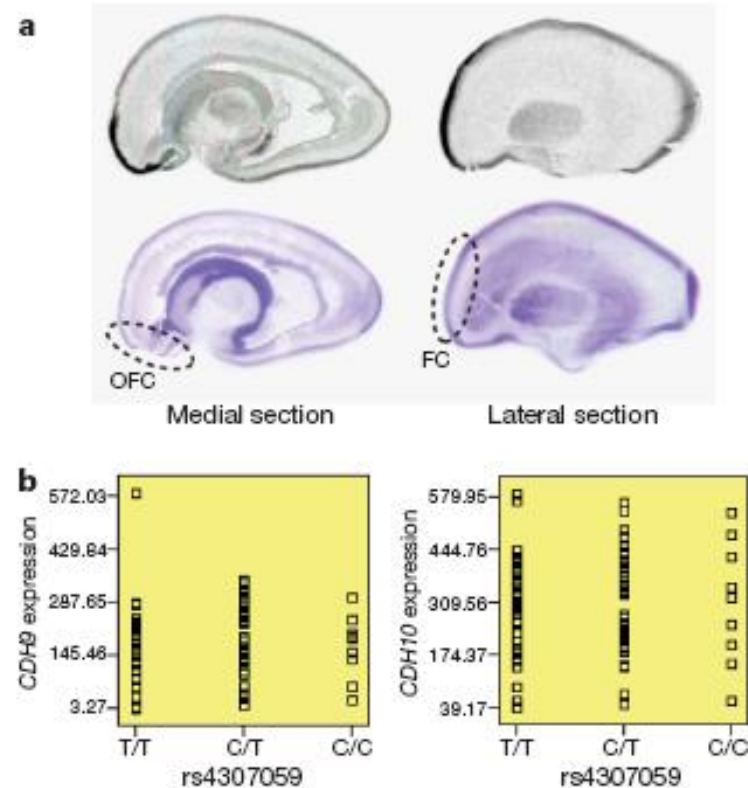 a
OFC
FC
Medial section
Lateral section
b
CDH9 expression
572.03
429.84
287.65
145.46
3.27
T/T
C/T
C/C
rs4307059
CDH10 expression
579.95
444.76
309.56
174.37
39.17
T/T
C/T
C/C
rs4307059